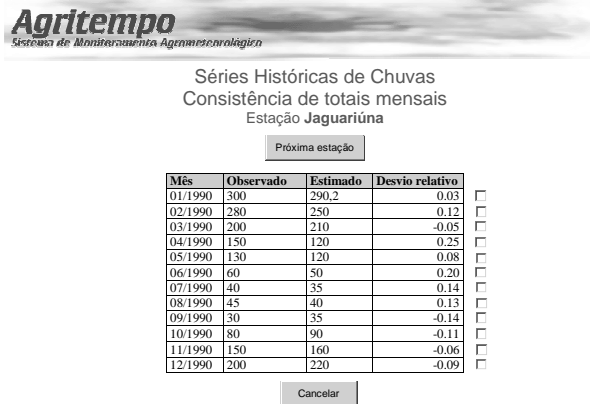 Agritempo
Sistema de Monitoramento Agrometeorológico
Séries Históricas de Chuvas
Consistência de totais mensais
Estação Jaguariúna
Próxima estação
Mês Observado Estimado Desvio relativo
01/1990 300 290,2 0.03
02/1990 280 250 0.12
03/1990 200 210 -0.05
04/1990 150 120 0.25
05/1990 130 120 0.08
06/1990 60 50 0.20
07/1990 40 35 0.14
08/1990 45 40 0.13
09/1990 30 35 -0.14
10/1990 80 90 -0.11
11/1990 150 160 -0.06
12/1990 200 220 -0.09
Cancelar